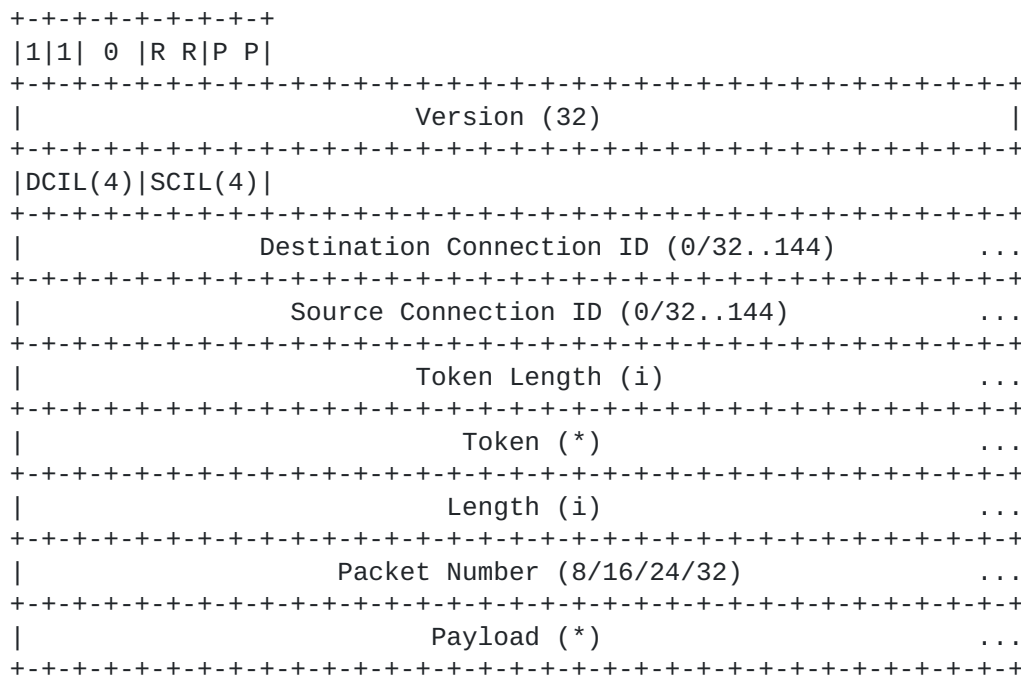 +-+-+-+-+-+-+-+-+
|1|1| 0 |R R|P P|
+-+-+-+-+-+-+-+-+-+-+-+-+-+-+-+-+-+-+-+-+-+-+-+-+-+-+-+-+-+-+-+-+
|                         Version (32)                          |
+-+-+-+-+-+-+-+-+-+-+-+-+-+-+-+-+-+-+-+-+-+-+-+-+-+-+-+-+-+-+-+-+
|DCIL(4)|SCIL(4)|
+-+-+-+-+-+-+-+-+-+-+-+-+-+-+-+-+-+-+-+-+-+-+-+-+-+-+-+-+-+-+-+-+
|               Destination Connection ID (0/32..144)         ...
+-+-+-+-+-+-+-+-+-+-+-+-+-+-+-+-+-+-+-+-+-+-+-+-+-+-+-+-+-+-+-+-+
|                 Source Connection ID (0/32..144)            ...
+-+-+-+-+-+-+-+-+-+-+-+-+-+-+-+-+-+-+-+-+-+-+-+-+-+-+-+-+-+-+-+-+
|                         Token Length (i)                    ...
+-+-+-+-+-+-+-+-+-+-+-+-+-+-+-+-+-+-+-+-+-+-+-+-+-+-+-+-+-+-+-+-+
|                            Token (*)                        ...
+-+-+-+-+-+-+-+-+-+-+-+-+-+-+-+-+-+-+-+-+-+-+-+-+-+-+-+-+-+-+-+-+
|                           Length (i)                        ...
+-+-+-+-+-+-+-+-+-+-+-+-+-+-+-+-+-+-+-+-+-+-+-+-+-+-+-+-+-+-+-+-+
|                    Packet Number (8/16/24/32)               ...
+-+-+-+-+-+-+-+-+-+-+-+-+-+-+-+-+-+-+-+-+-+-+-+-+-+-+-+-+-+-+-+-+
|                          Payload (*)                        ...
+-+-+-+-+-+-+-+-+-+-+-+-+-+-+-+-+-+-+-+-+-+-+-+-+-+-+-+-+-+-+-+-+